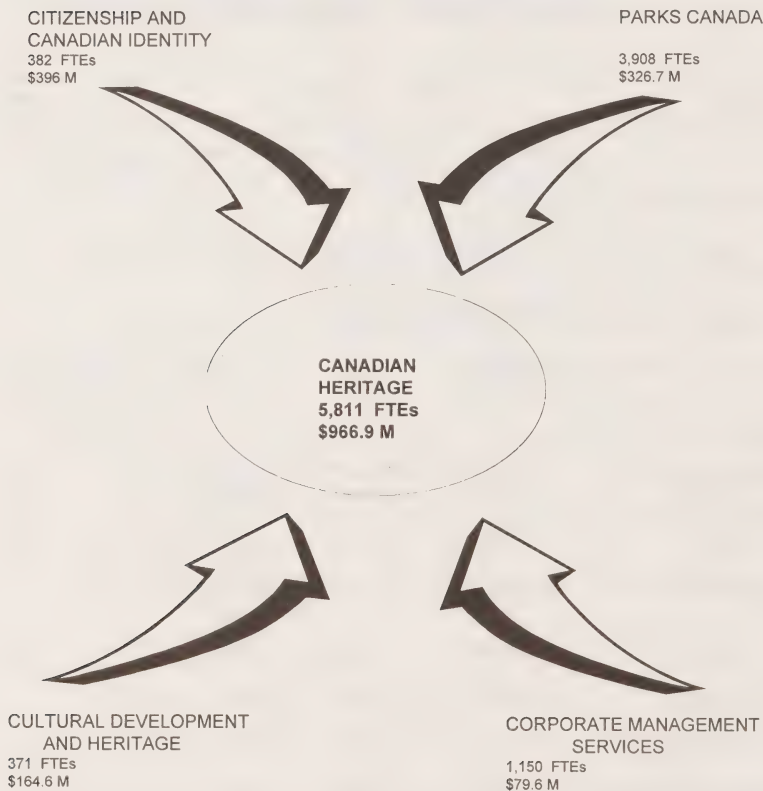 CITIZENSHIP AND
CANADIAN IDENTITY
382 FTEs
$396 M
PARKS CANADA
3,908 FTEs
$326.7 M
CANADIAN
HERITAGE
5,811 FTEs
$966.9 M
CULTURAL DEVELOPMENT
AND HERITAGE
371 FTEs
$164.6 M
CORPORATE MANAGEMENT
SERVICES
1,150 FTEs
$79.6 M